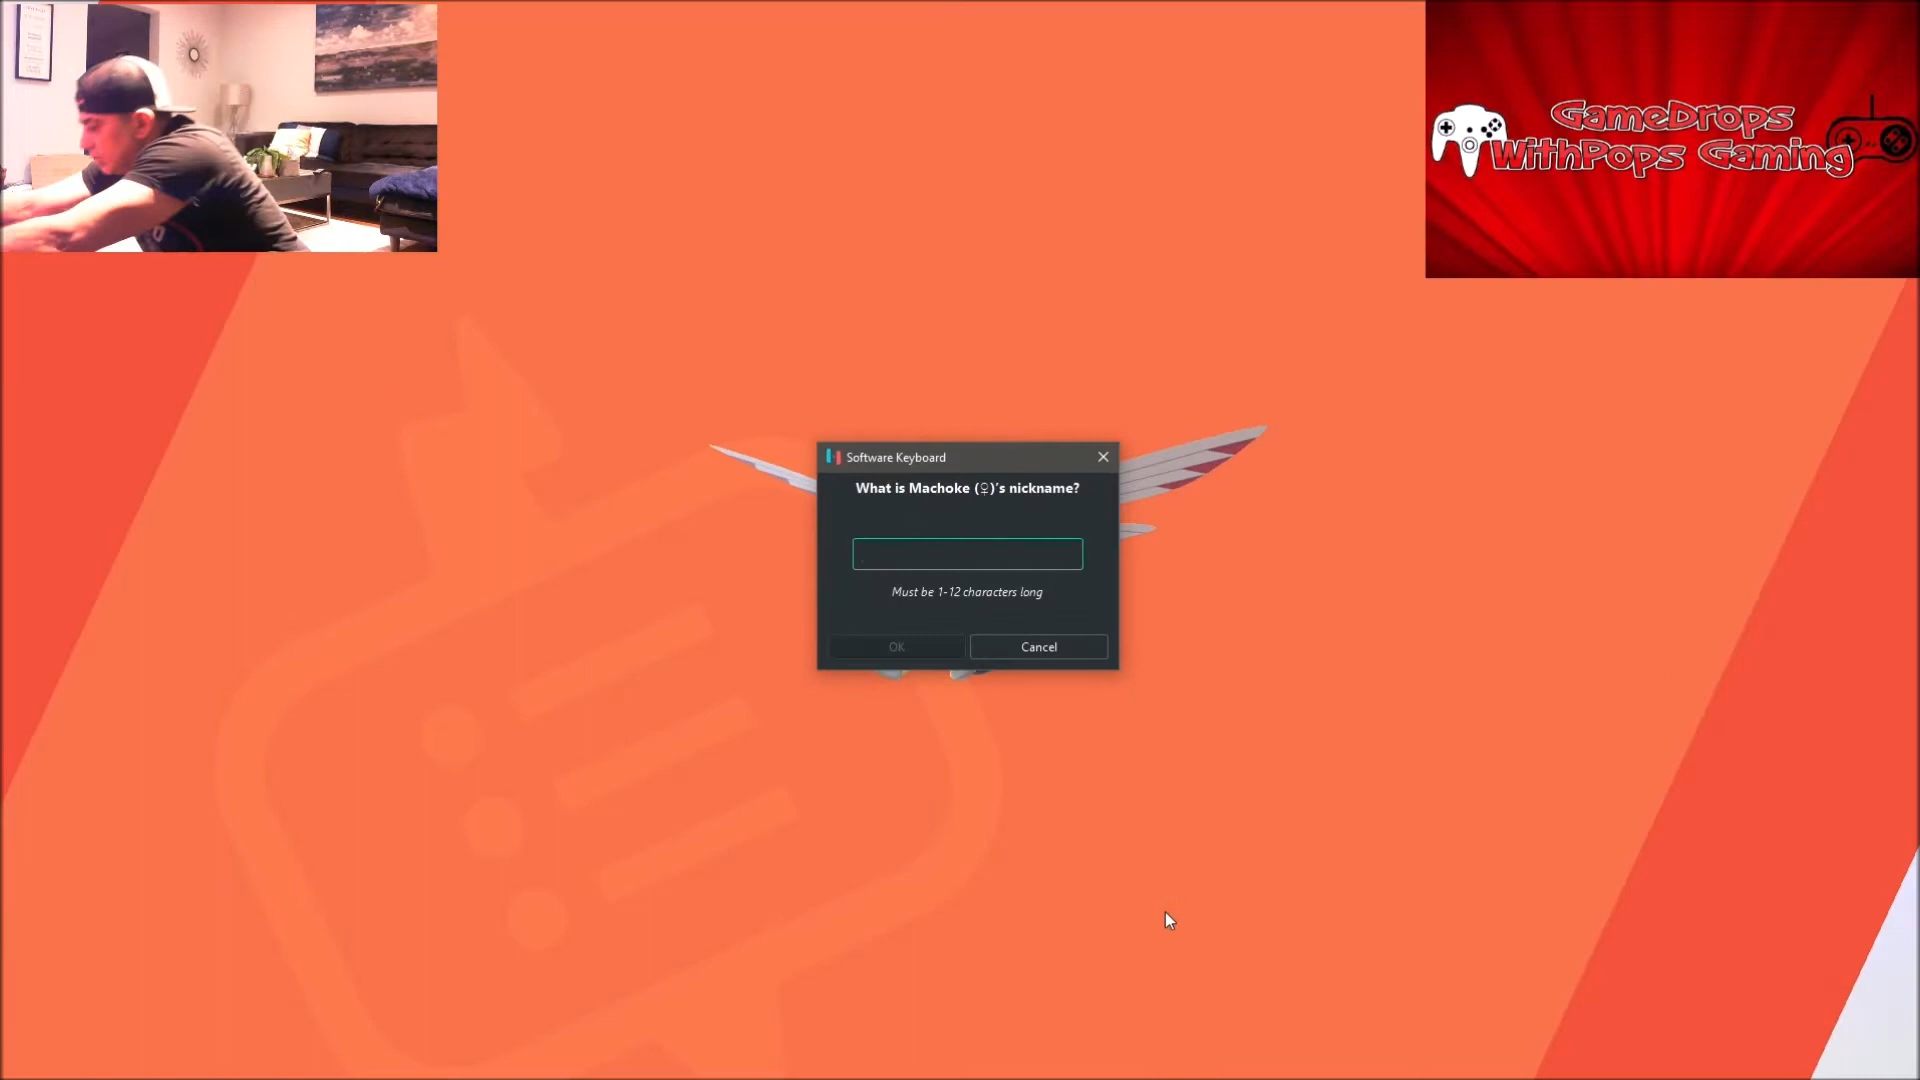 GameDrops
WithPops Gaming
Software Keyboard
What is Machoke (♀)'s nickname?
Must be 1-12 characters long
OK
Cancel